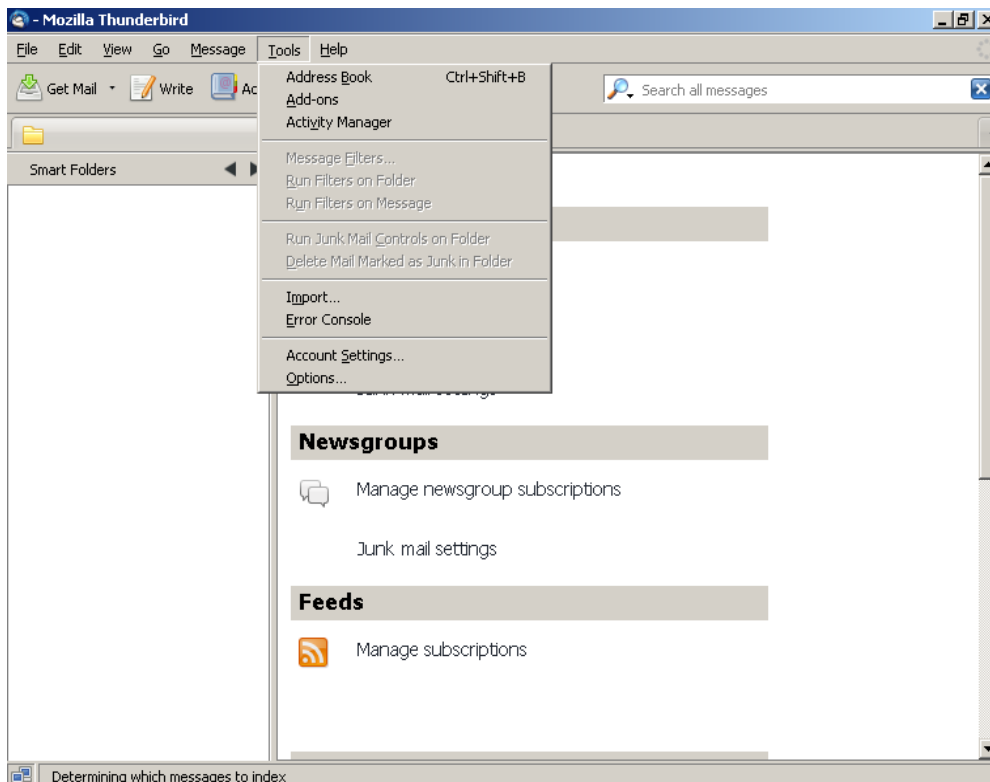 - Mozilla Thunderbird
File Edit View Go Message Tools Help
Get Mail Write Search all messages
Address Book Ctrl+Shift+B
Add-ons
Activity Manager
Smart Folders
Message Filters...
Run Filters on Folder
Run Filters on Message
Run Junk Mail Controls on Folder
Delete Mail Marked as Junk in Folder
Import...
Error Console
Account Settings...
Options...
Newsgroups
Manage newsgroup subscriptions
Junk mail settings
Feeds
Manage subscriptions
Determining which messages to index